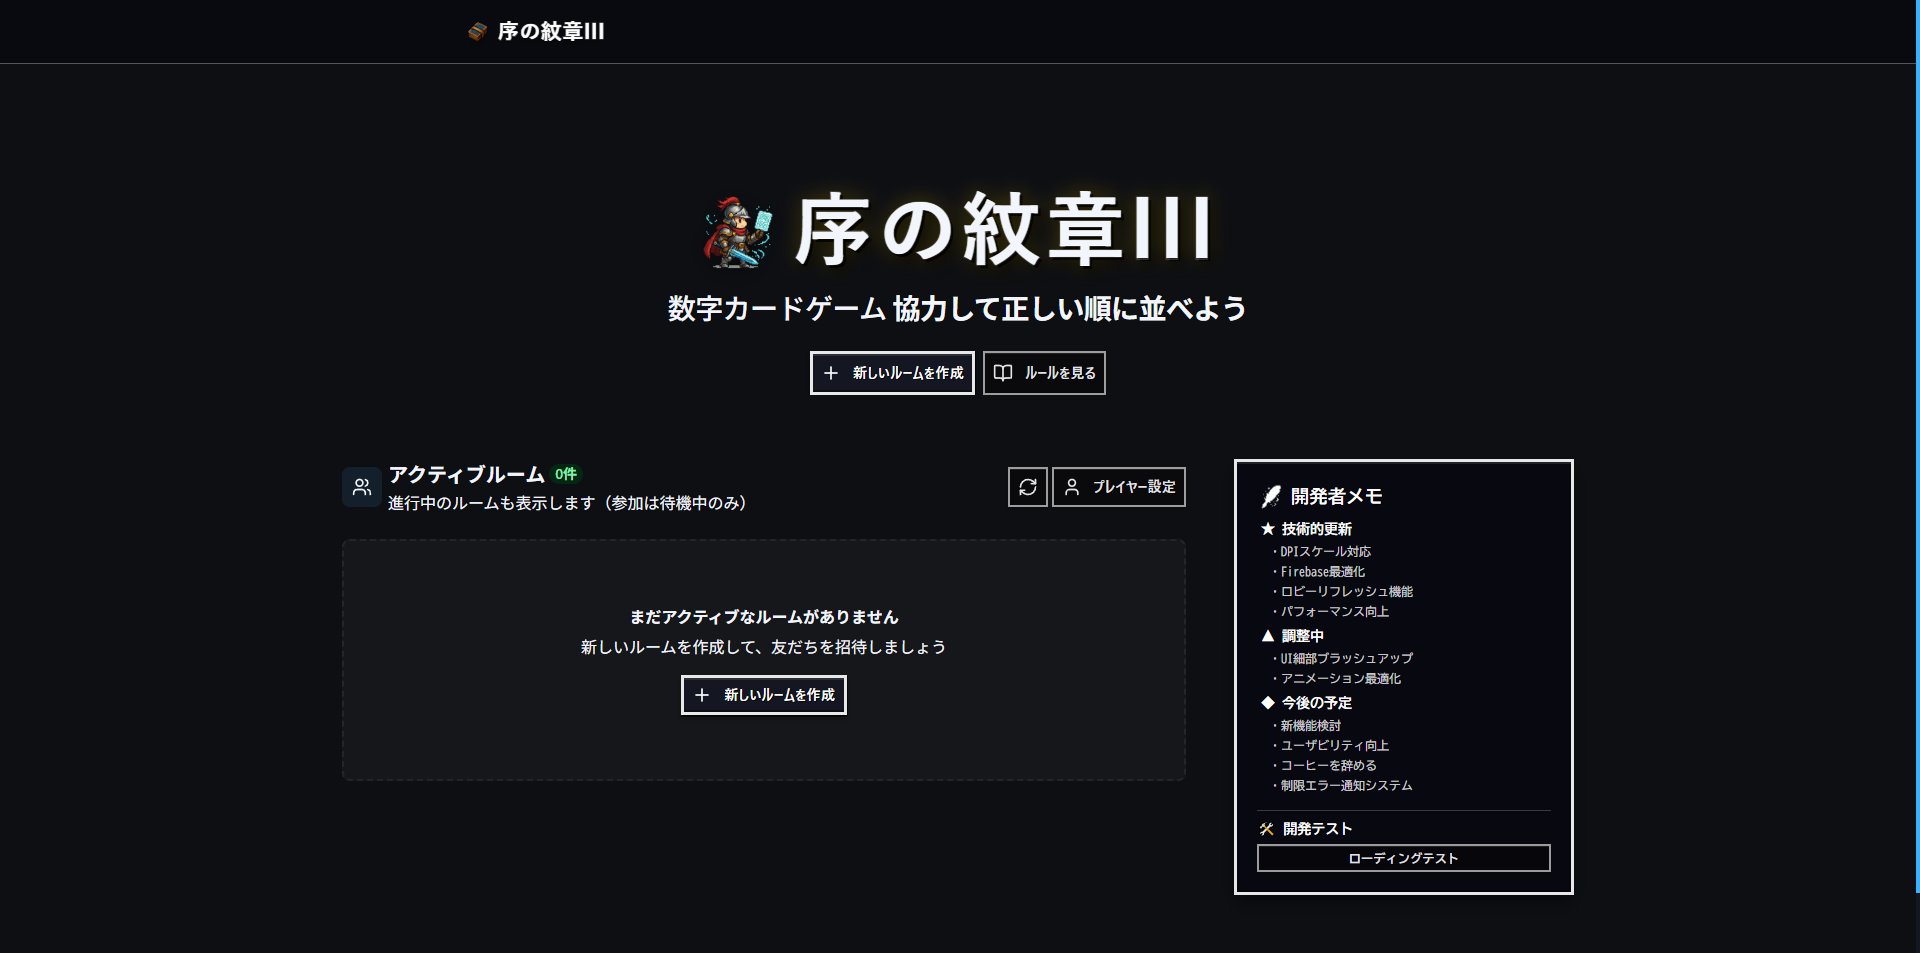 序の紋章III
序の紋章III
数字カードゲーム 協力して正しい順に並べよう
新しいルームを作成
ルールを見る
アクティブルーム 0件
進行中のルームも表示します（参加は待機中のみ）
プレイヤー設定
まだアクティブなルームがありません
新しいルームを作成して、友だちを招待しましょう
新しいルームを作成
開発者メモ
★ 技術的更新
・DPIスケール対応
・Firebase最適化
・ロビーリフレッシュ機能
・パフォーマンス向上
▲ 調整中
・UI細部ブラッシュアップ
・アニメーション最適化
◆ 今後の予定
・新機能検討
・ユーザビリティ向上
・コーヒーを辞める
・制限エラー通知システム
開発テスト
ローディングテスト